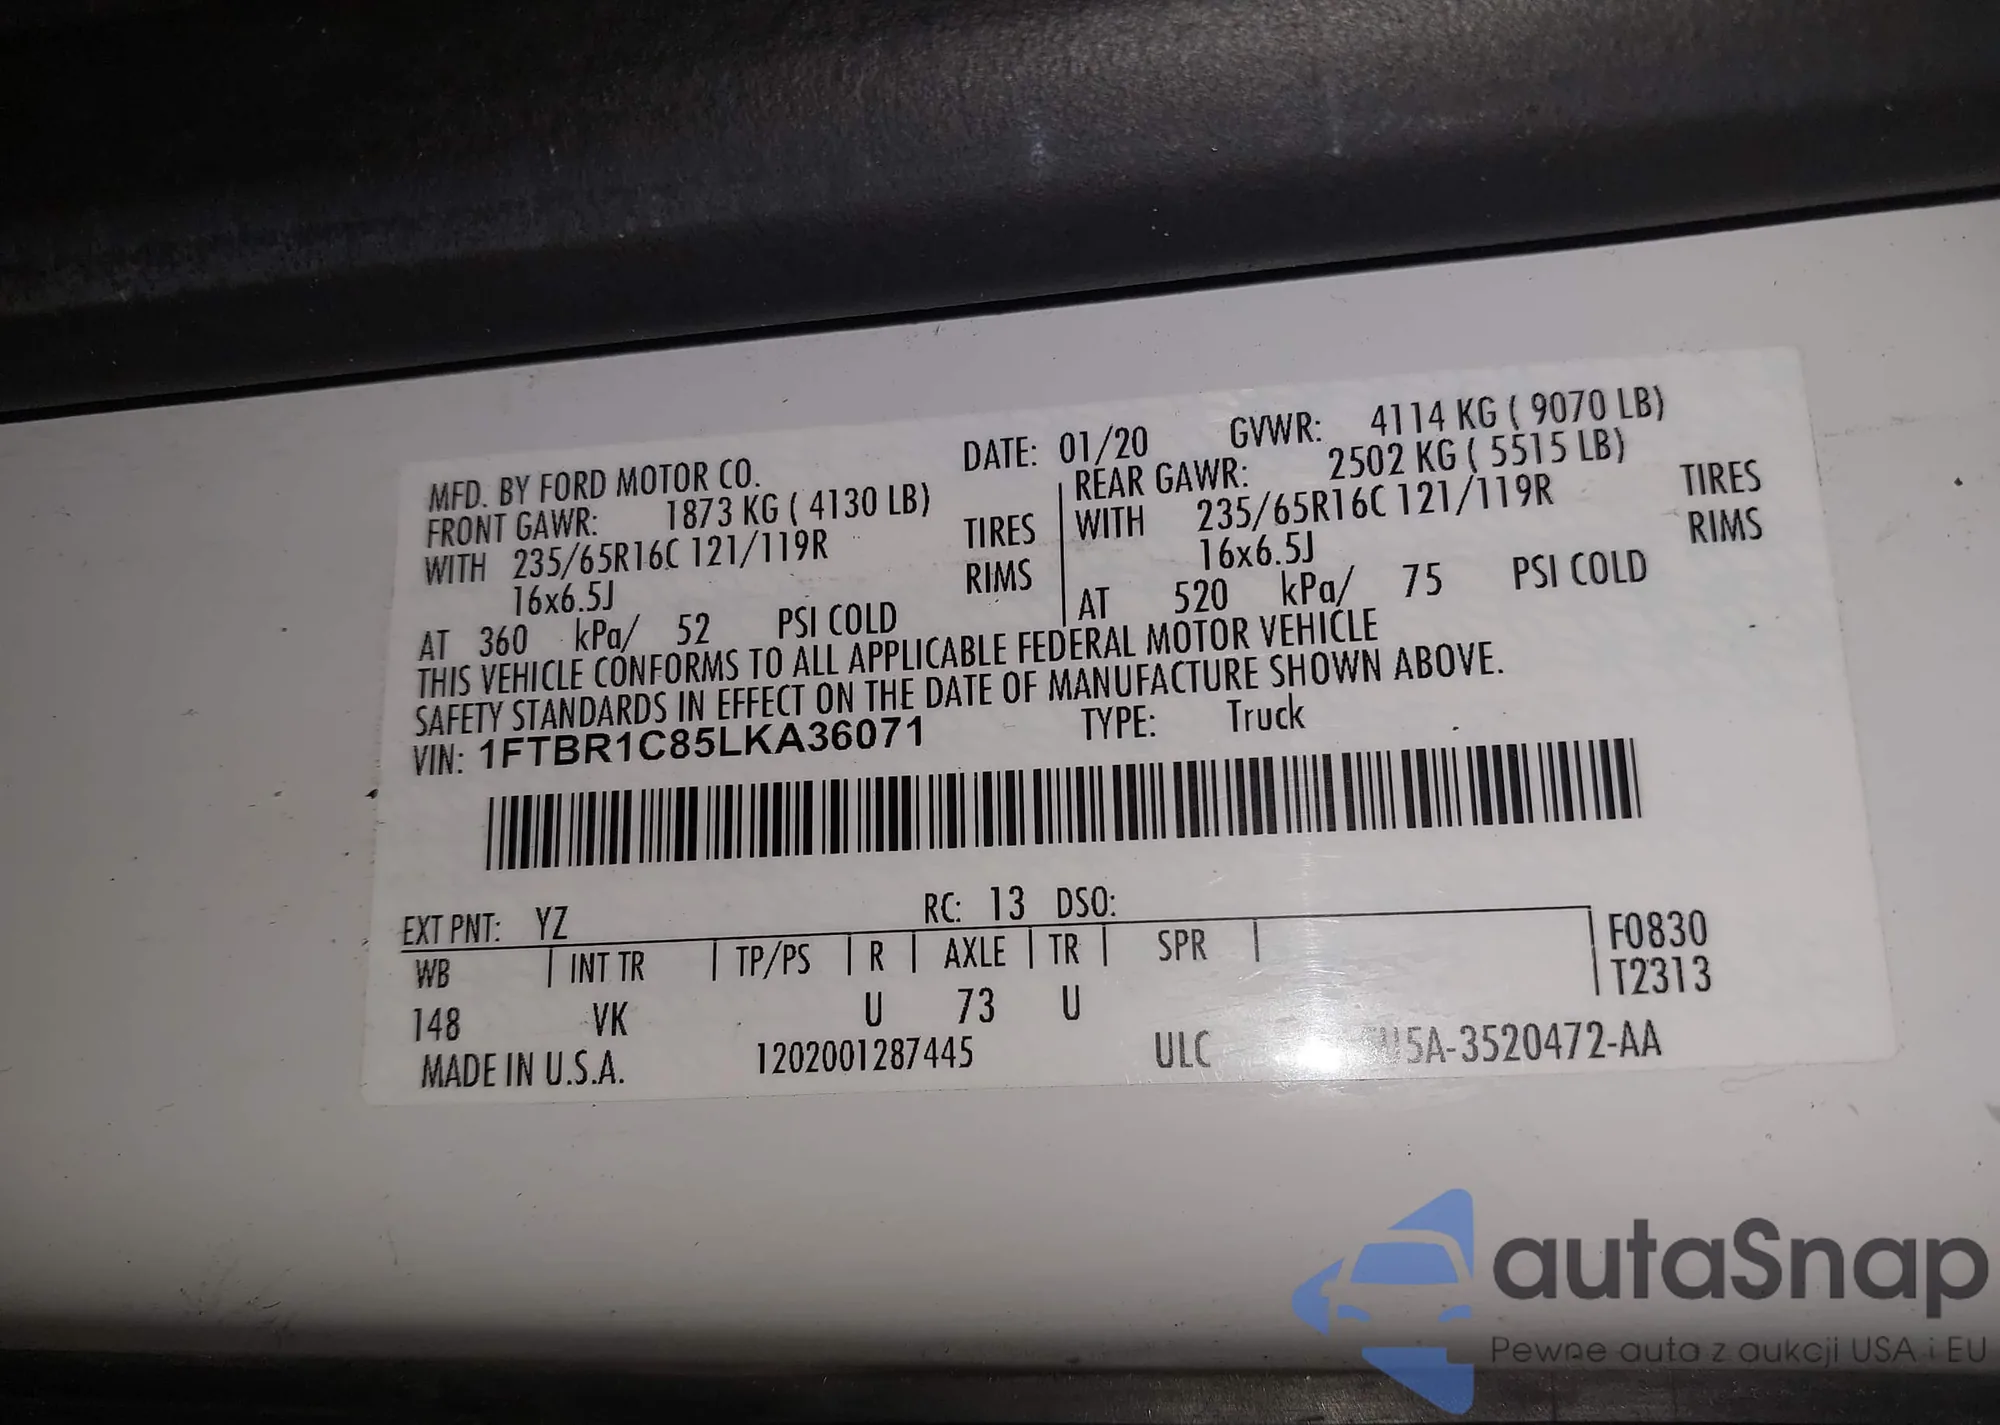 MFD. BY FORD MOTOR CO. DATE: 01/20 GVWR: 4114 KG ( 9070 LB)
FRONT GAWR: 1873 KG ( 4130 LB) REAR GAWR: 2502 KG ( 5515 LB)
WITH 235/65R16C 121/119R TIRES WITH 235/65R16C 121/119R TIRES
16x6.5J RIMS 16x6.5J RIMS
AT 360 kPa/ 52 PSI COLD AT 520 kPa/ 75 PSI COLD
THIS VEHICLE CONFORMS TO ALL APPLICABLE FEDERAL MOTOR VEHICLE
SAFETY STANDARDS IN EFFECT ON THE DATE OF MANUFACTURE SHOWN ABOVE.
VIN: 1FTBR1C85LKA36071 TYPE: Truck
EXT PNT: YZ RC: 13 DSO:
WB INT TR TP/PS R AXLE TR SPR F0830
148 VK U 73 U T2313
MADE IN U.S.A. 1202001287445 ULC U5A-3520472-AA
autaSnap
Pewne auta z aukcji USA i EU